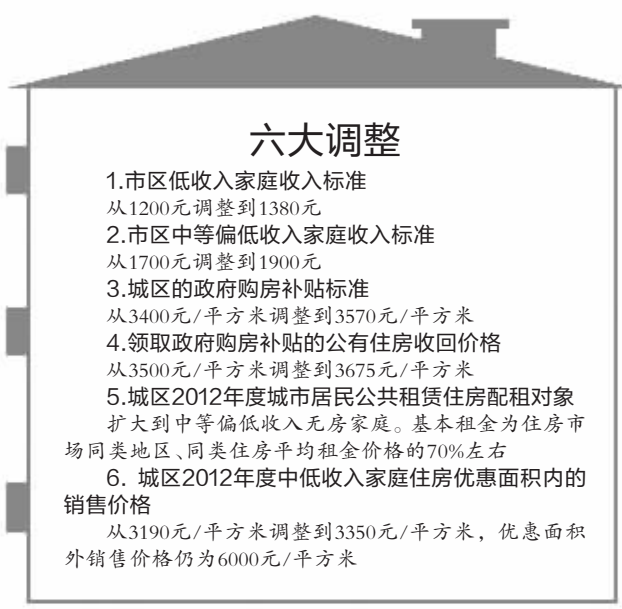 六大调整
1.市区低收入家庭收入标准
从1200元调整到1380元
2.市区中等偏低收入家庭收入标准
从1700元调整到1900元
3.城区的政府购房补贴标准
从3400元/平方米调整到3570元/平方米
4.领取政府购房补贴的公有住房收回价格
从3500元/平方米调整到3675元/平方米
5.城区2012年度城市居民公共租赁住房配租对象
扩大到中等偏低收入无房家庭。基本租金为住房市
场同类地区、同类住房平均租金价格的70%左右
6. 城区2012年度中低收入家庭住房优惠面积内的
销售价格
从3190元/平方米调整到3350元/平方米，优惠面积
外销售价格仍为6000元/平方米